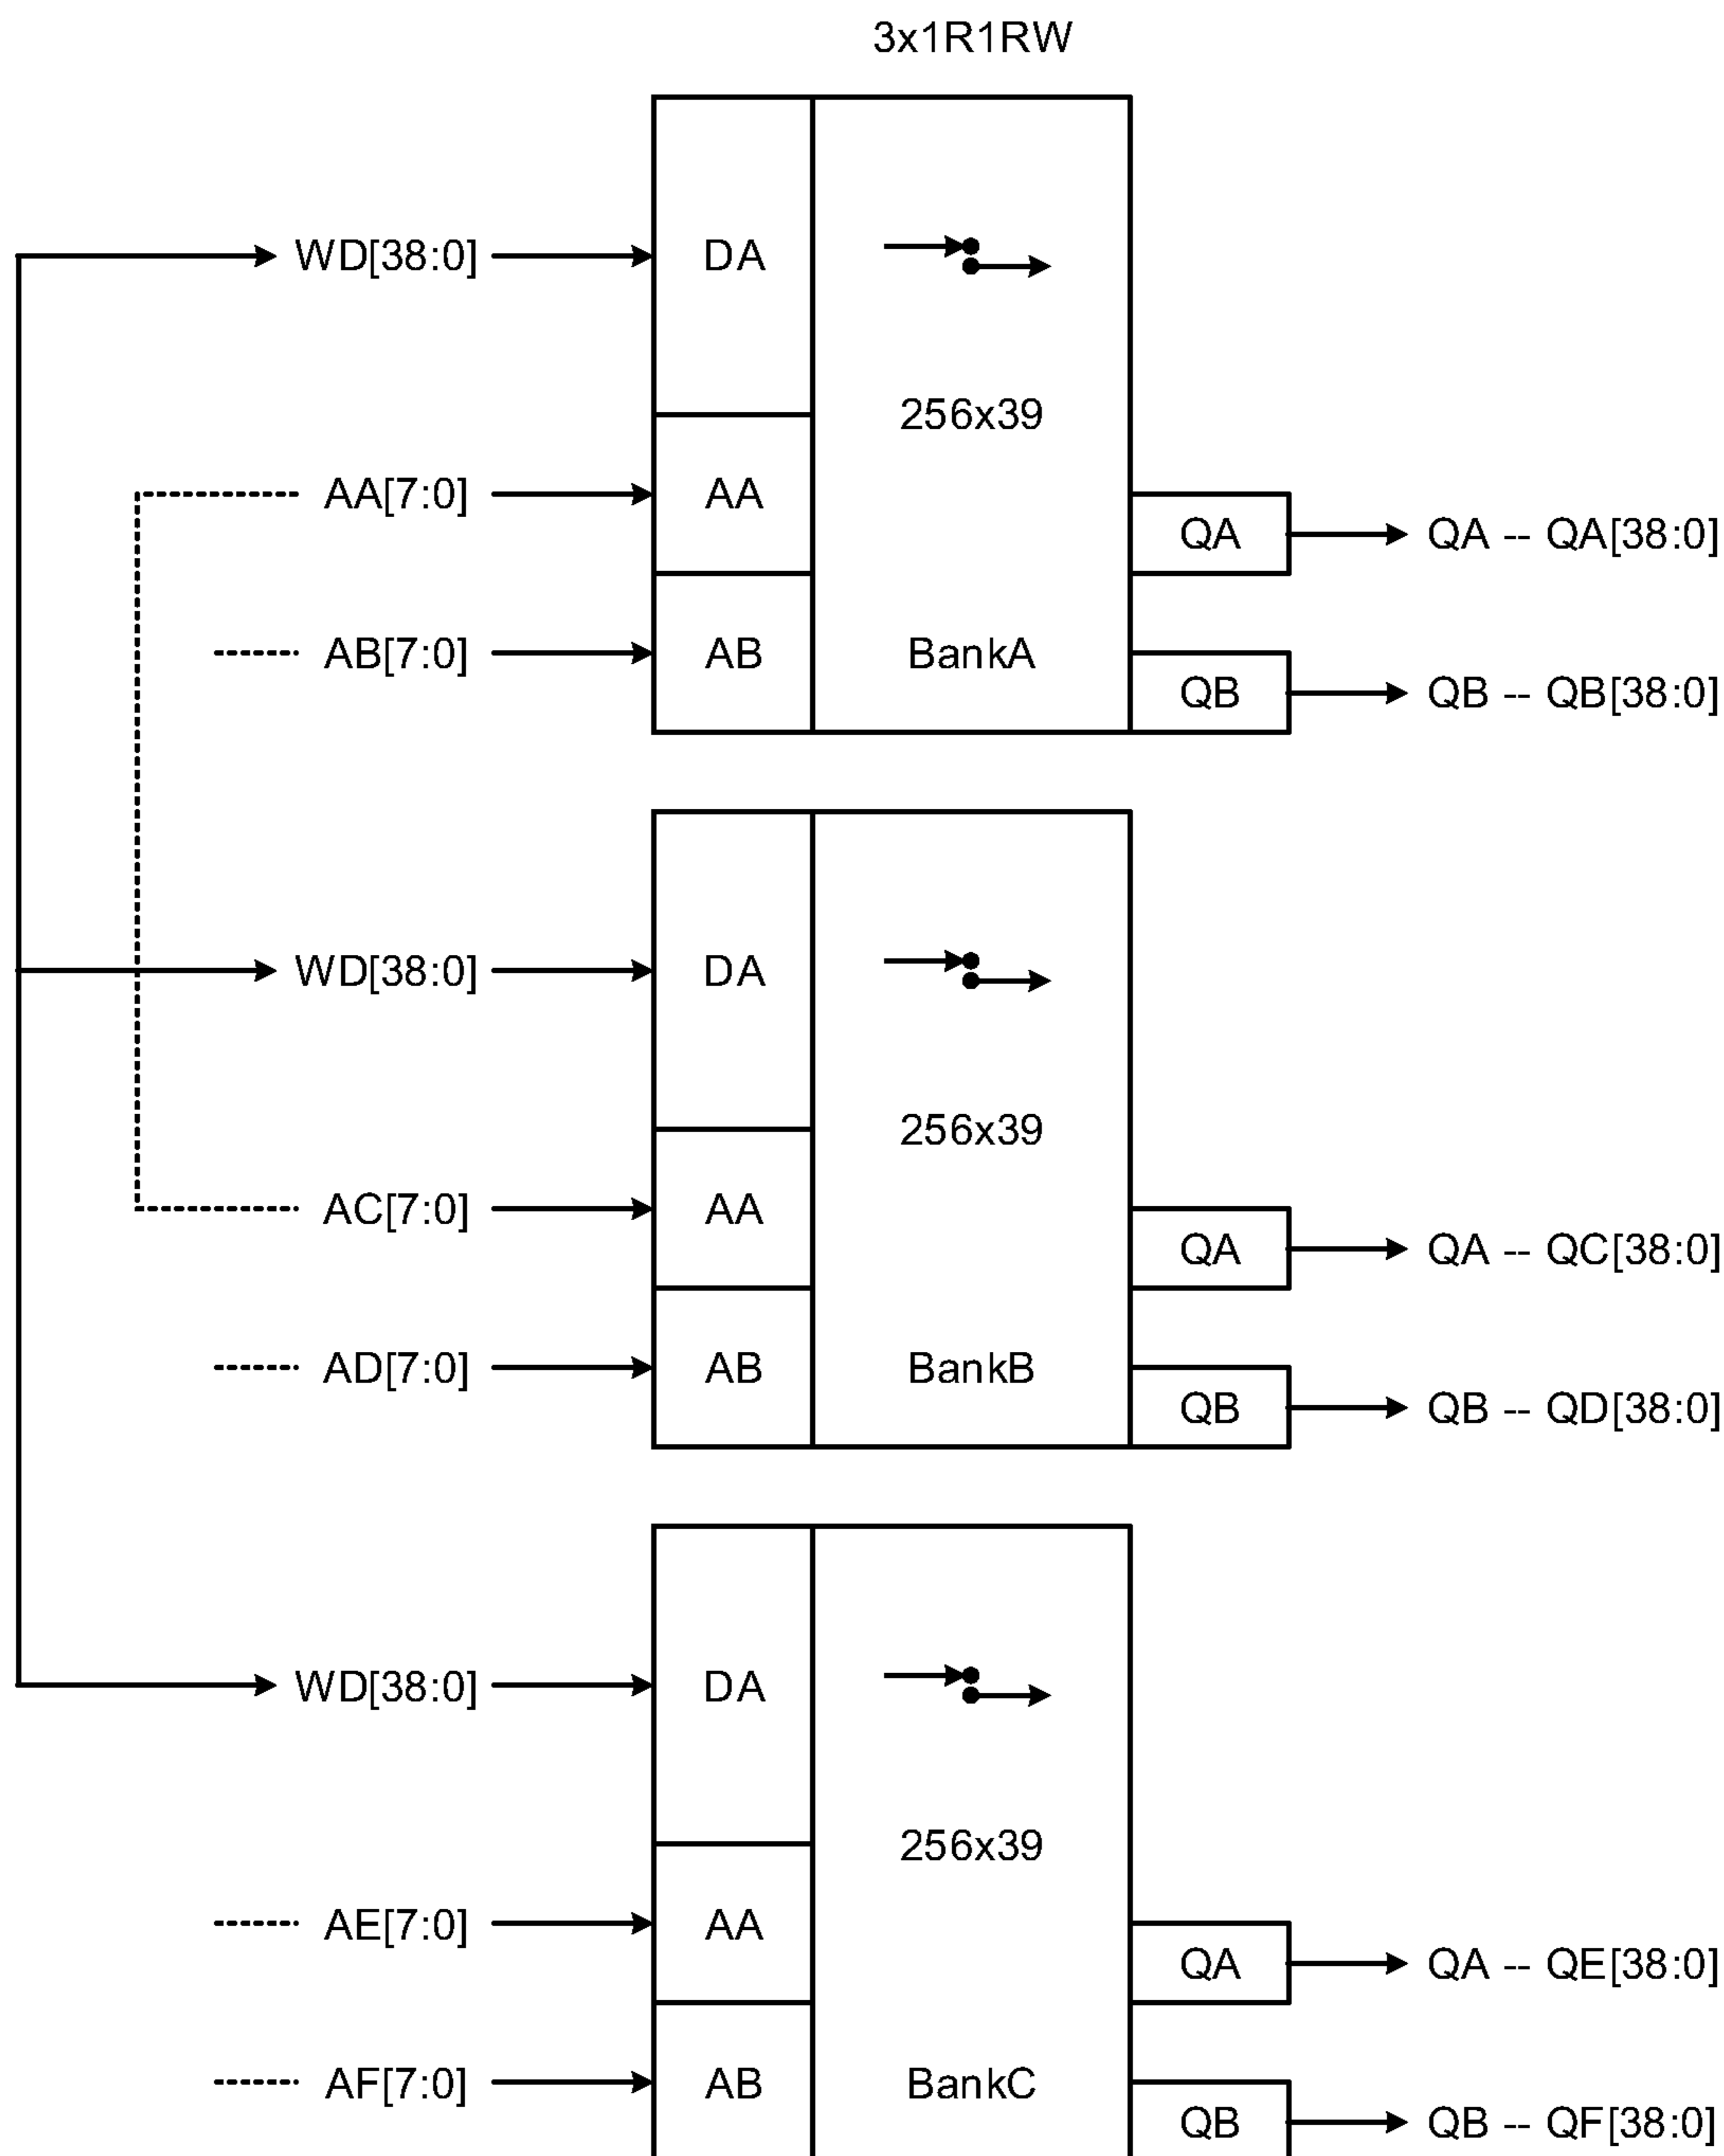 3x1R1RW
WD[38:0] DA
256x39
AA[7:0] AA
QA QA -- QA[38:0]
AB[7:0] AB BankA
QB QB -- QB[38:0]
WD[38:0] DA
256x39
AC[7:0] AA
QA QA -- QC[38:0]
AD[7:0] AB BankB
QB QB -- QD[38:0]
WD[38:0] DA
256x39
AE[7:0] AA
QA QA -- QE[38:0]
AF[7:0] AB BankC
QB QB -- QF[38:0]